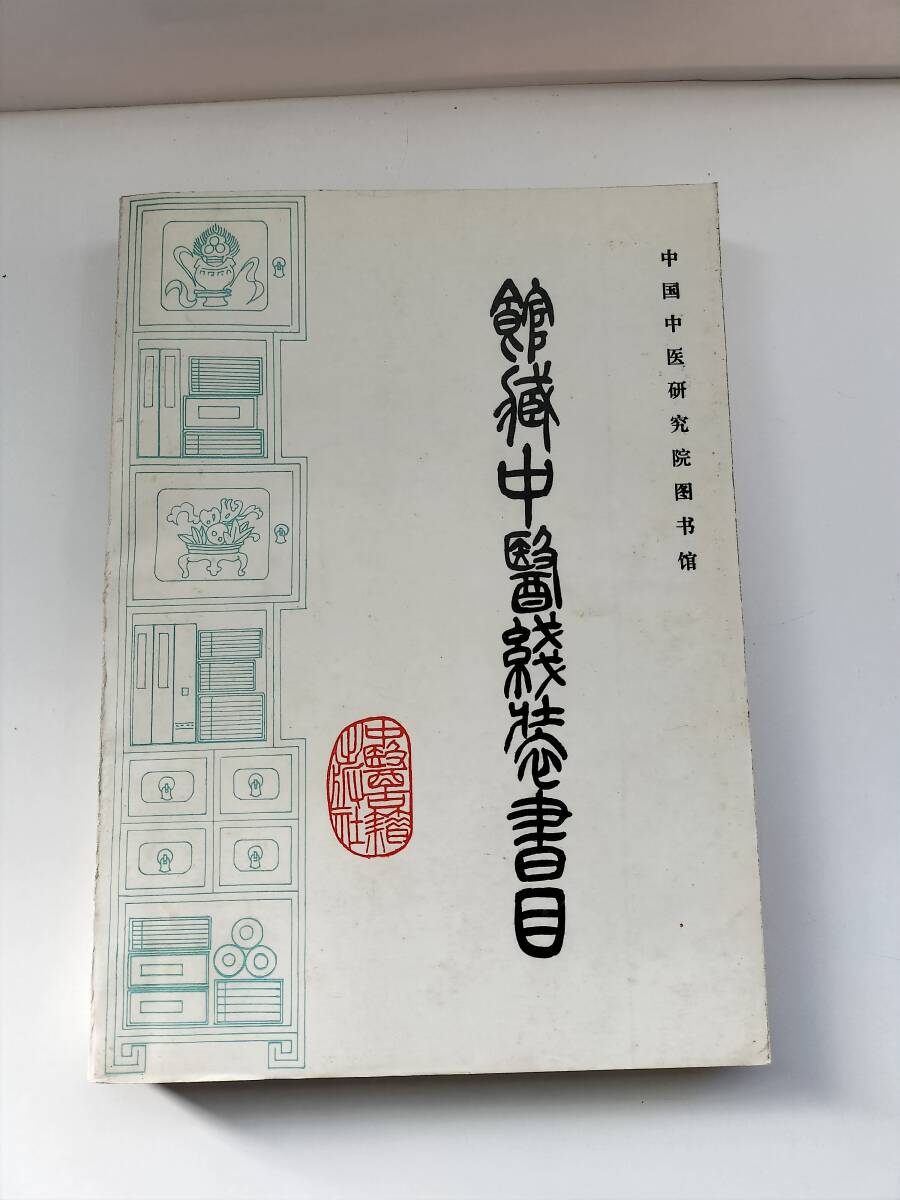 中国中医研究院图书馆
館藏中醫綫裝書目
中醫古籍
出版社